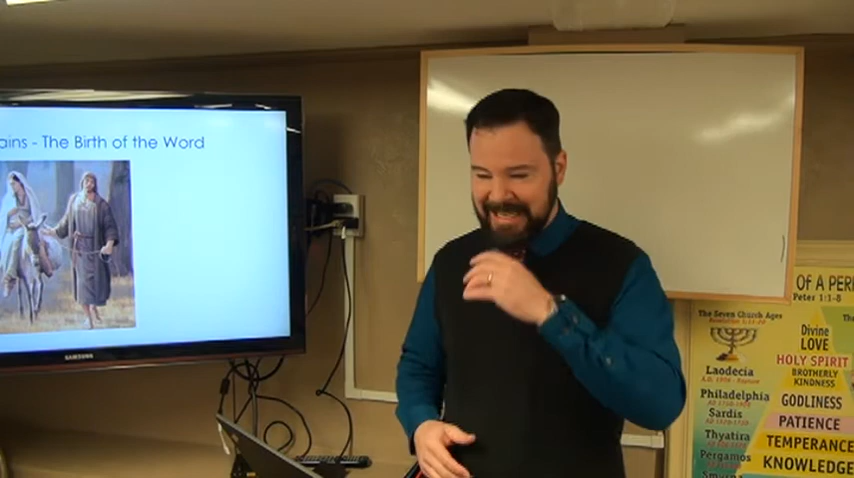 ains - The Birth of the Word
SAMSUNG
OF A PER
Peter 1:1-8
The Seven Church Ages
Laodecia
Philadelphia
Sardis
Thyatira
Pergamos
Smyrna
Divine
LOVE
HOLY SPIRIT
BROTHERLY
KINDNESS
GODLINESS
PATIENCE
TEMPERANCE
KNOWLEDGE